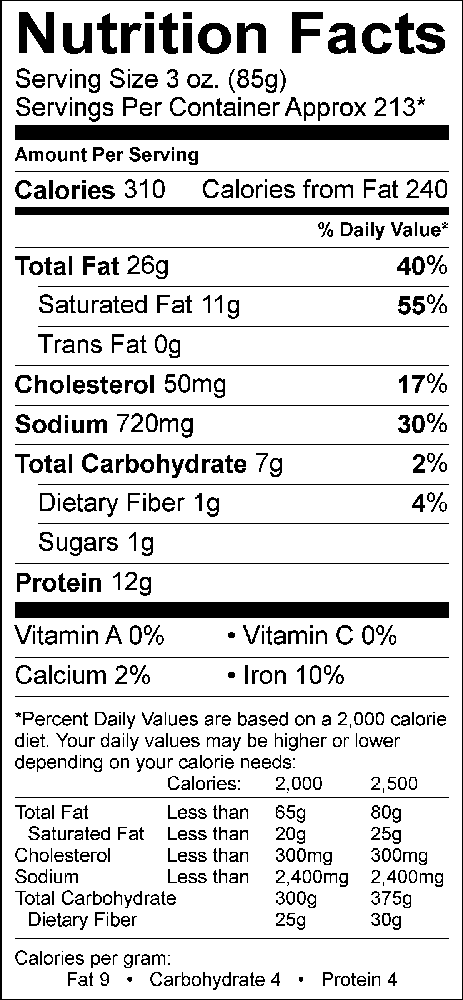 Nutrition Facts
Serving Size 3 oz. (85g)
Servings Per Container Approx 213*
Amount Per Serving
Calories 310 Calories from Fat 240
% Daily Value*
Total Fat 26g 40%
Saturated Fat 11g 55%
Trans Fat 0g
Cholesterol 50mg 17%
Sodium 720mg 30%
Total Carbohydrate 7g 2%
Dietary Fiber 1g 4%
Sugars 1g
Protein 12g
Vitamin A 0% • Vitamin C 0%
Calcium 2% • Iron 10%
*Percent Daily Values are based on a 2,000 calorie
diet. Your daily values may be higher or lower
depending on your calorie needs:
Calories: 2,000 2,500
Total Fat Less than 65g 80g
Saturated Fat Less than 20g 25g
Cholesterol Less than 300mg 300mg
Sodium Less than 2,400mg 2,400mg
Total Carbohydrate 300g 375g
Dietary Fiber 25g 30g
Calories per gram:
Fat 9 • Carbohydrate 4 • Protein 4